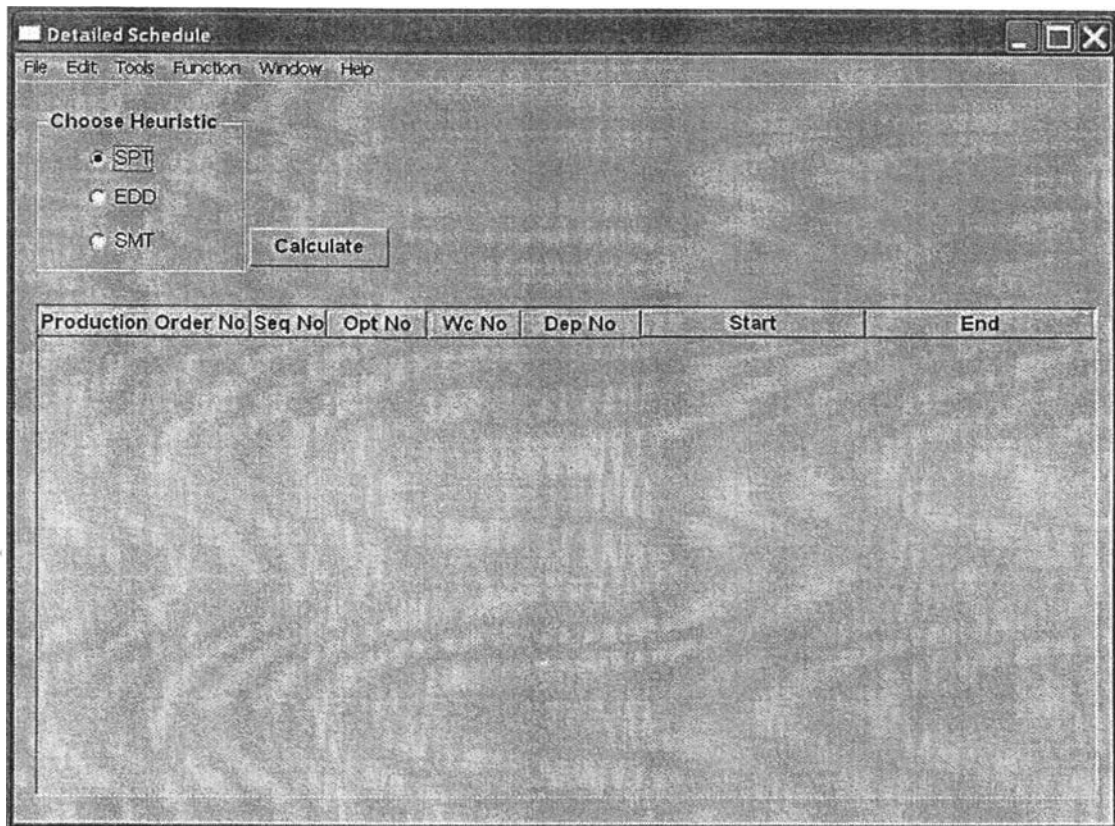 Detailed Schedule
File Edit Tools Function Window Help
Choose Heuristic
SPT
EDD
SMT
Calculate
Production Order No Seq No Opt No Wc No Dep No Start End